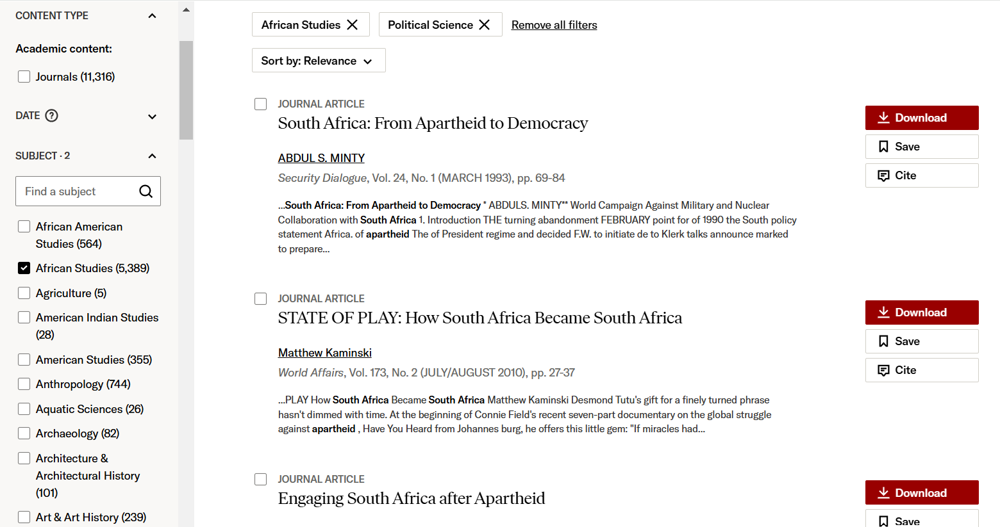 CONTENT TYPE
Academic content:
Journals (11,316)
DATE ?
SUBJECT · 2
Find a subject
African American
Studies (564)
African Studies (5,389)
Agriculture (5)
American Indian Studies
(28)
American Studies (355)
Anthropology (744)
Aquatic Sciences (26)
Archaeology (82)
Architecture &
Architectural History
(101)
Art & Art History (239)
African Studies
Political Science
Remove all filters
Sort by: Relevance
JOURNAL ARTICLE
South Africa: From Apartheid to Democracy
ABDUL S. MINTY
Security Dialogue, Vol. 24, No. 1 (MARCH 1993), pp. 69-84
...South Africa: From Apartheid to Democracy * ABDULS. MINTY** World Campaign Against Military and Nuclear
Collaboration with South Africa 1. Introduction THE turning abandonment FEBRUARY point for of 1990 the South policy
statement Africa. of apartheid The of President regime and decided F.W. to initiate de to Klerk talks announce marked
to prepare...
Download
Save
Cite
JOURNAL ARTICLE
STATE OF PLAY: How South Africa Became South Africa
Matthew Kaminski
World Affairs, Vol. 173, No. 2 (JULY/AUGUST 2010), pp. 27-37
...PLAY How South Africa Became South Africa Matthew Kaminski Desmond Tutu's gift for a finely turned phrase
hasn't dimmed with time. At the beginning of Connie Field's recent seven-part documentary on the global struggle
against apartheid , Have You Heard from Johannes burg, he offers this little gem: "If miracles had...
Download
Save
Cite
JOURNAL ARTICLE
Engaging South Africa after Apartheid
Download
Save